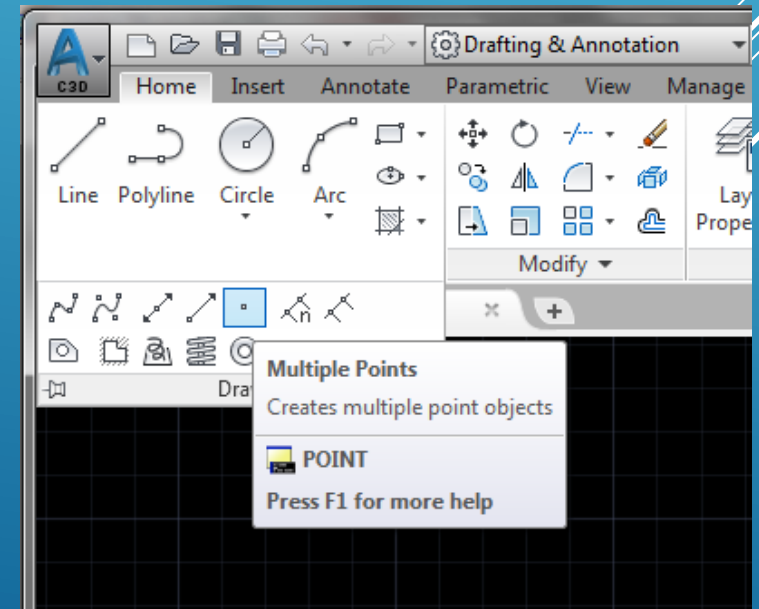 Drafting & Annotation
C3D Home Insert Annotate Parametric View Manage
Line Polyline Circle Arc
Lay
Prope
Modify
n
Dra
Multiple Points
Creates multiple point objects
POINT
Press F1 for more help